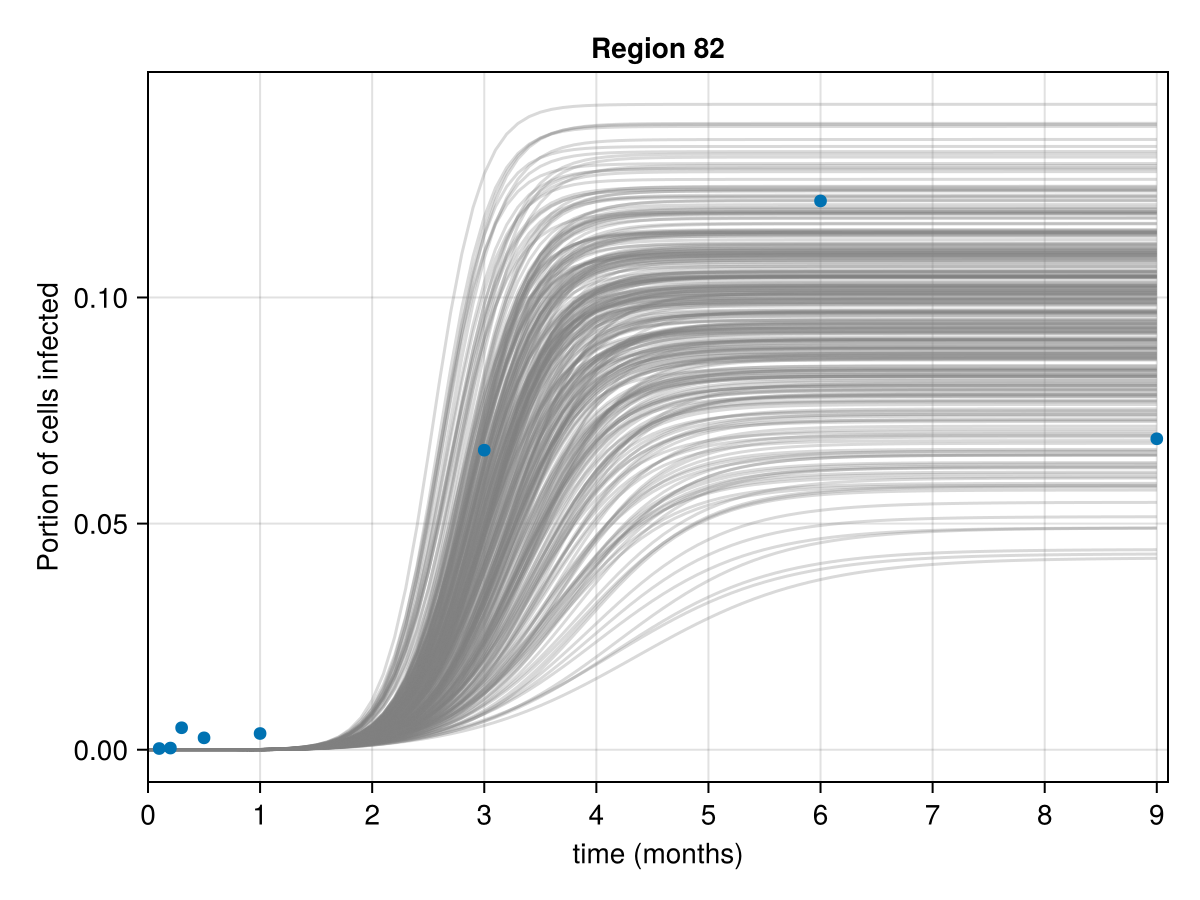 Region 82
Portion of cells infected
0.10
0.05
0.00
0 1 2 3 4 5 6 7 8 9
time (months)